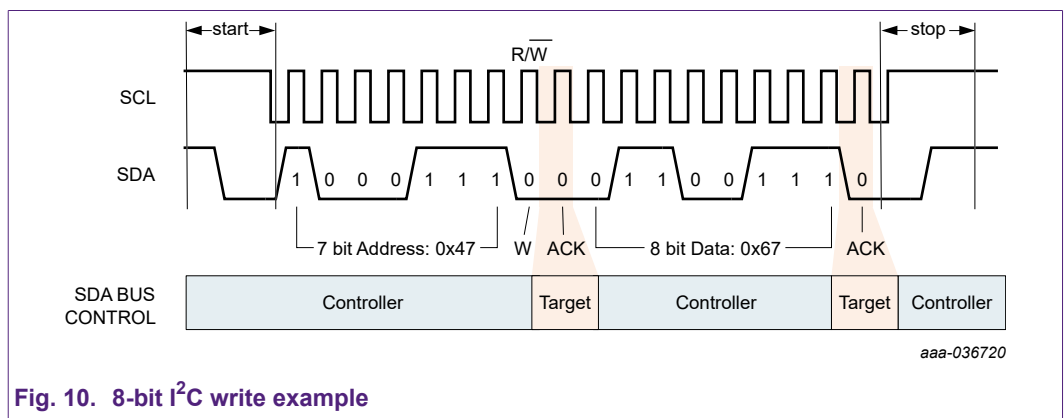 start
stop
R/W
SCL
SDA
1 0 0 0 1 1 1 0 0 0 1 1 0 0 1 1 1 0
7 bit Address: 0x47
W
ACK
8 bit Data: 0x67
ACK
SDA BUS
CONTROL
Controller
Target
Controller
Target
Controller
aaa-036720
Fig. 10. 8-bit I²C write example